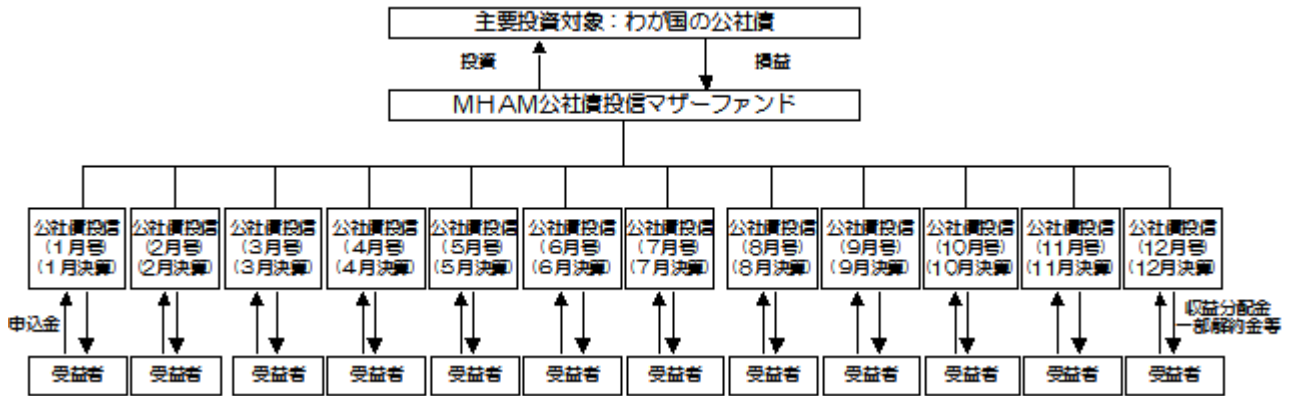 主要投資対象：わが国の公社債
投資
損益
ＭＨＡＭ公社債投信マザーファンド
公社債投信
(１月号)
(１月決算)
公社債投信
(２月号)
(２月決算)
公社債投信
(３月号)
(３月決算)
公社債投信
(４月号)
(４月決算)
公社債投信
(５月号)
(５月決算)
公社債投信
(６月号)
(６月決算)
公社債投信
(７月号)
(７月決算)
公社債投信
(８月号)
(８月決算)
公社債投信
(９月号)
(９月決算)
公社債投信
(10月号)
(10月決算)
公社債投信
(11月号)
(11月決算)
公社債投信
(12月号)
(12月決算)
申込金
収益分配金
一部解約金等
受益者
受益者
受益者
受益者
受益者
受益者
受益者
受益者
受益者
受益者
受益者
受益者